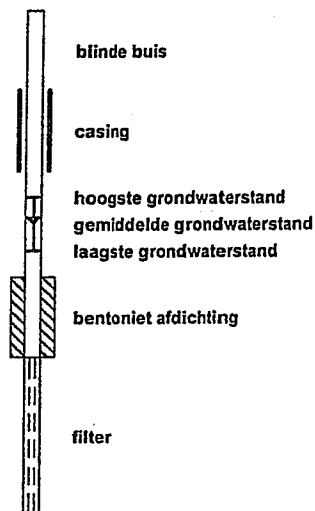 blinde buis
casing
hoogste grondwaterstand
gemiddelde grondwaterstand
laagste grondwaterstand
bentoniet afdichting
filter